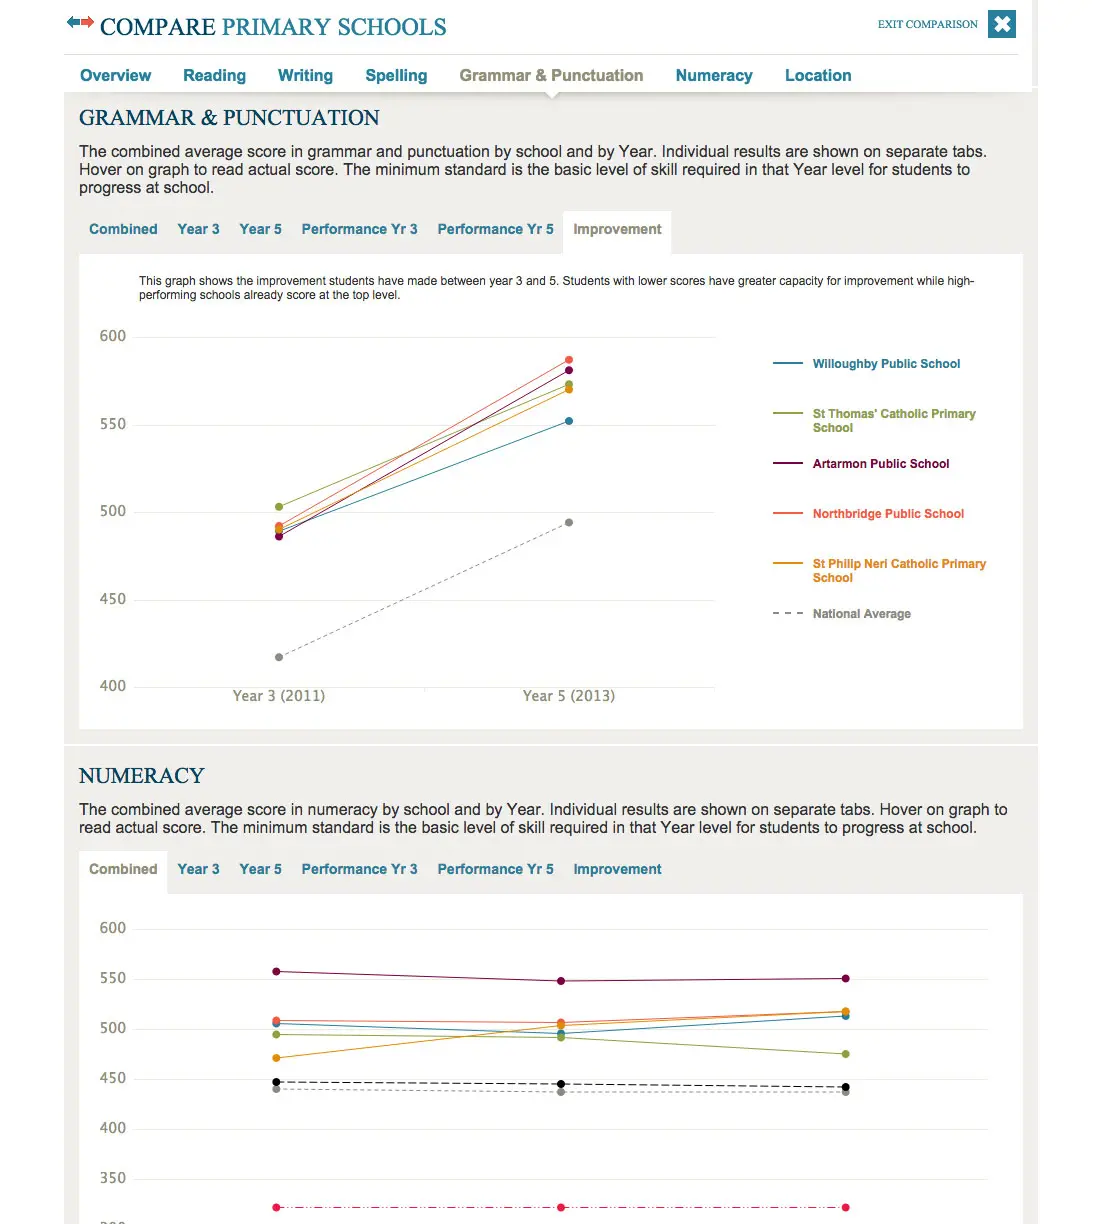 COMPARE PRIMARY SCHOOLS
EXIT COMPARISON
Overview Reading Writing Spelling Grammar & Punctuation Numeracy Location
GRAMMAR & PUNCTUATION
The combined average score in grammar and punctuation by school and by Year. Individual results are shown on separate tabs.
Hover on graph to read actual score. The minimum standard is the basic level of skill required in that Year level for students to
progress at school.
Combined Year 3 Year 5 Performance Yr 3 Performance Yr 5 Improvement
This graph shows the improvement students have made between year 3 and 5. Students with lower scores have greater capacity for improvement while high-
performing schools already score at the top level.
600
550
500
450
400
Year 3 (2011) Year 5 (2013)
Willoughby Public School
St Thomas' Catholic Primary
School
Artarmon Public School
Northbridge Public School
St Philip Neri Catholic Primary
School
National Average
NUMERACY
The combined average score in numeracy by school and by Year. Individual results are shown on separate tabs. Hover on graph to
read actual score. The minimum standard is the basic level of skill required in that Year level for students to progress at school.
Combined Year 3 Year 5 Performance Yr 3 Performance Yr 5 Improvement
600
550
500
450
400
350